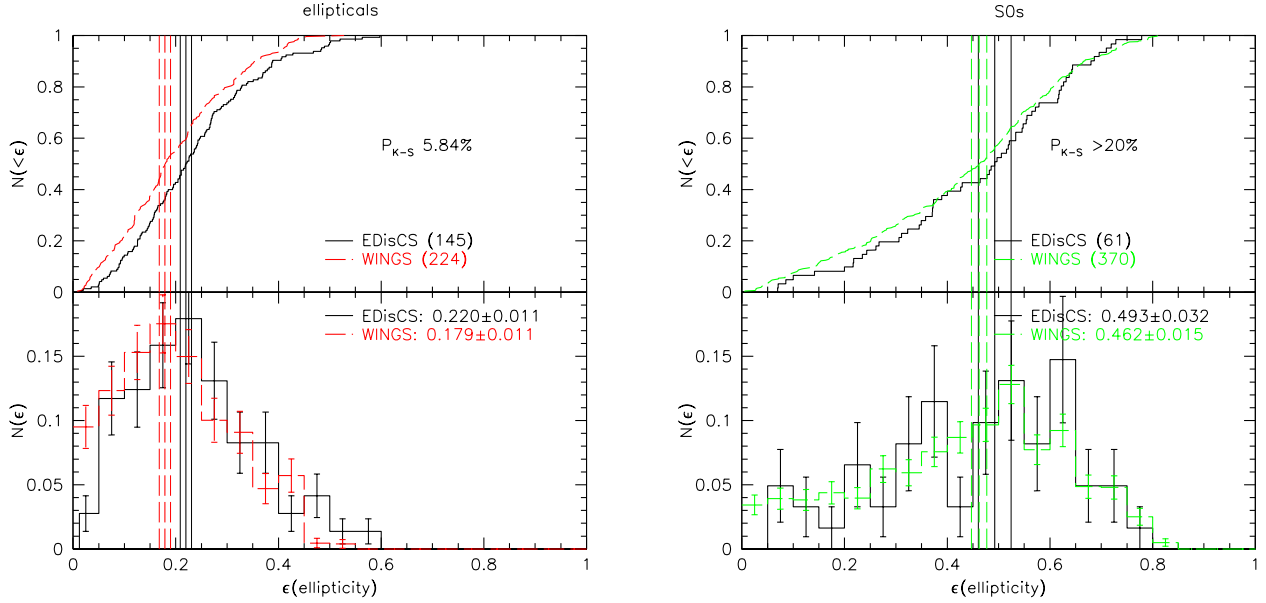 ellipticals
1
0.8
0.6
0.4
0.2
0
N(<ϵ)
P K-S 5.84%
EDisCS (145)
WINGS (224)
0.15
0.1
0.05
0
N(ϵ)
EDisCS: 0.220±0.011
WINGS: 0.179±0.011
0 0.2 0.4 0.6 0.8 1
ϵ(ellipticity)
S0s
1
0.8
0.6
0.4
0.2
0
N(<ϵ)
P K-S >20%
EDisCS (61)
WINGS (370)
0.15
0.1
0.05
0
N(ϵ)
EDisCS: 0.493±0.032
WINGS: 0.462±0.015
0 0.2 0.4 0.6 0.8 1
ϵ(ellipticity)